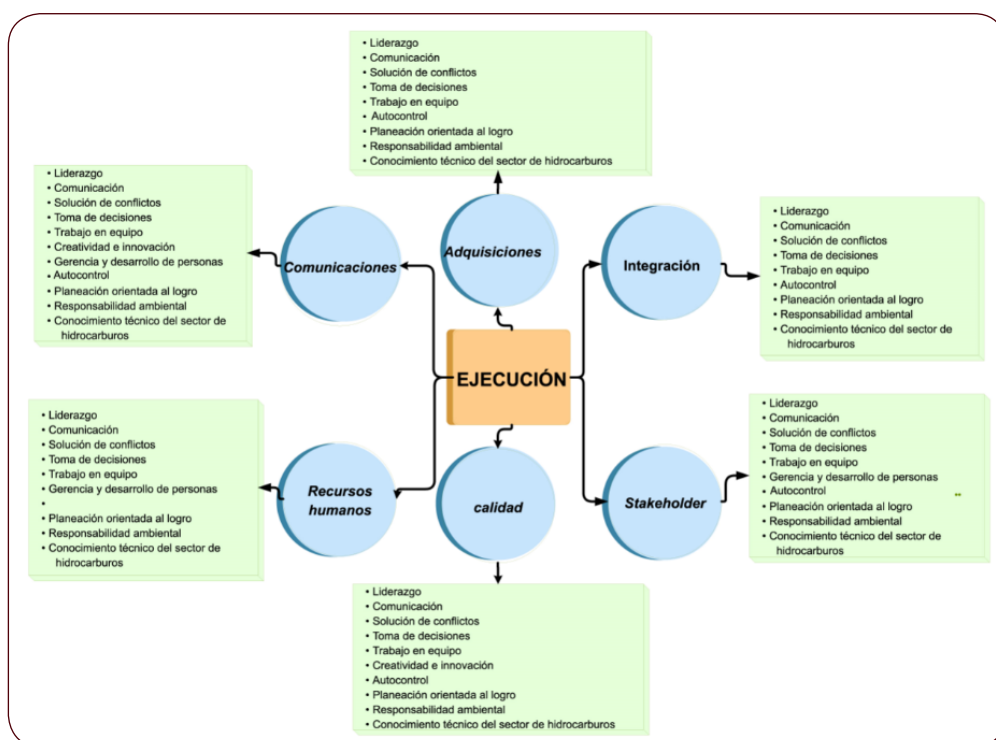 • Liderazgo
• Comunicación
• Solución de conflictos
• Toma de decisiones
• Trabajo en equipo
• Autocontrol
• Planeación orientada al logro
• Responsabilidad ambiental
• Conocimiento técnico del sector de hidrocarburos
• Liderazgo
• Comunicación
• Solución de conflictos
• Toma de decisiones
• Trabajo en equipo
• Creatividad e innovación
• Gerencia y desarrollo de personas
• Autocontrol
• Planeación orientada al logro
• Responsabilidad ambiental
• Conocimiento técnico del sector de
hidrocarburos
Comunicaciones
Adquisiciones
Integración
• Liderazgo
• Comunicación
• Solución de conflictos
• Toma de decisiones
• Trabajo en equipo
• Autocontrol
• Planeación orientada al logro
• Responsabilidad ambiental
• Conocimiento técnico del sector de
hidrocarburos
EJECUCIÓN
• Liderazgo
• Comunicación
• Solución de conflictos
• Toma de decisiones
• Trabajo en equipo
• Gerencia y desarrollo de personas
•
• Planeación orientada al logro
• Responsabilidad ambiental
• Conocimiento técnico del sector de
hidrocarburos
Recursos
humanos
calidad
Stakeholder
• Liderazgo
• Comunicación
• Solución de conflictos
• Toma de decisiones
• Trabajo en equipo
• Gerencia y desarrollo de personas
• Autocontrol
• Planeación orientada al logro
• Responsabilidad ambiental
• Conocimiento técnico del sector de
hidrocarburos
• Liderazgo
• Comunicación
• Solución de conflictos
• Toma de decisiones
• Trabajo en equipo
• Creatividad e innovación
• Autocontrol
• Planeación orientada al logro
• Responsabilidad ambiental
• Conocimiento técnico del sector de hidrocarburos